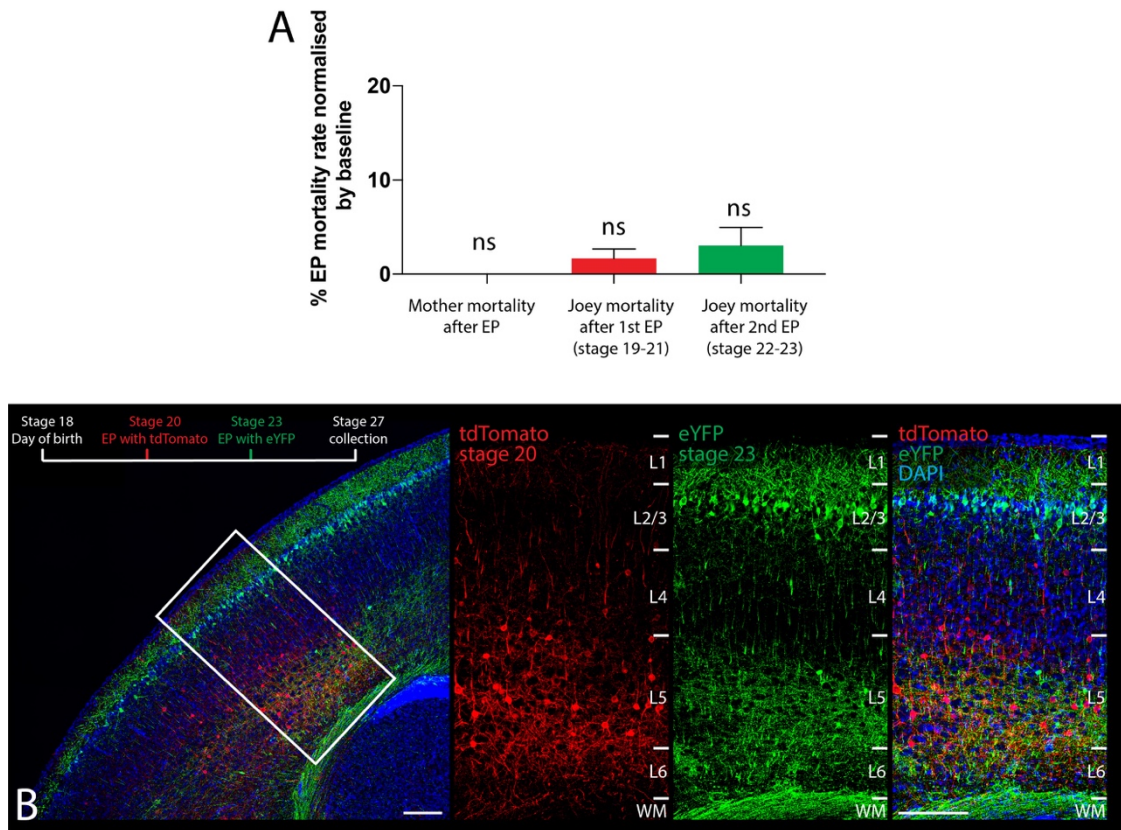 A
% EP mortality rate normalised
by baseline
20
10
0
ns
ns
ns
Mother mortality
after EP
Joey mortality
after 1st EP
(stage 19-21)
Joey mortality
after 2nd EP
(stage 22-23)
Stage 18
Day of birth
Stage 20
EP with tdTomato
Stage 23
EP with eYFP
Stage 27
collection
B
tdTomato
stage 20
L1
L2/3
L4
L5
L6
WM
eYFP
stage 23
L1
L2/3
L4
L5
L6
WM
tdTomato
eYFP
DAPI
L1
L2/3
L4
L5
L6
WM